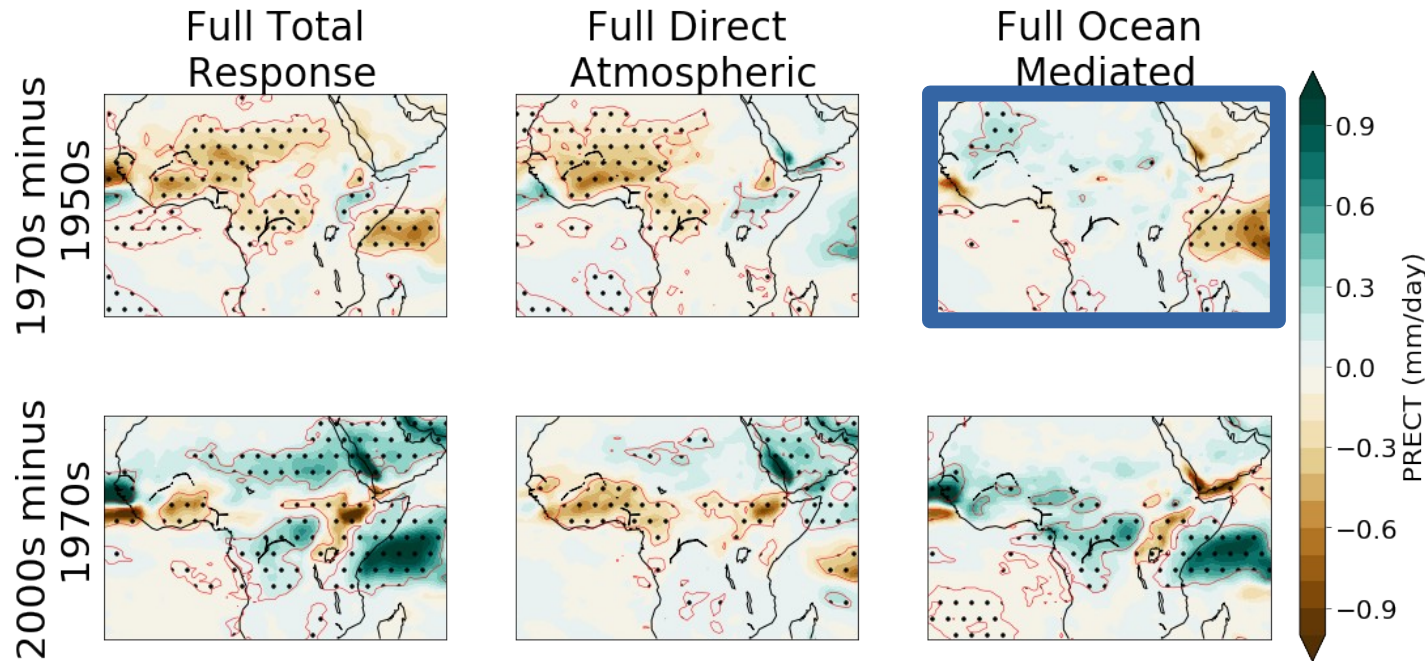 Full Total
Response
Full Direct
Atmospheric
Full Ocean
Mediated
1970s minus
1950s
2000s minus
1970s
0.9
0.6
0.3
0.0
−0.3
−0.6
−0.9
PRECT (mm/day)